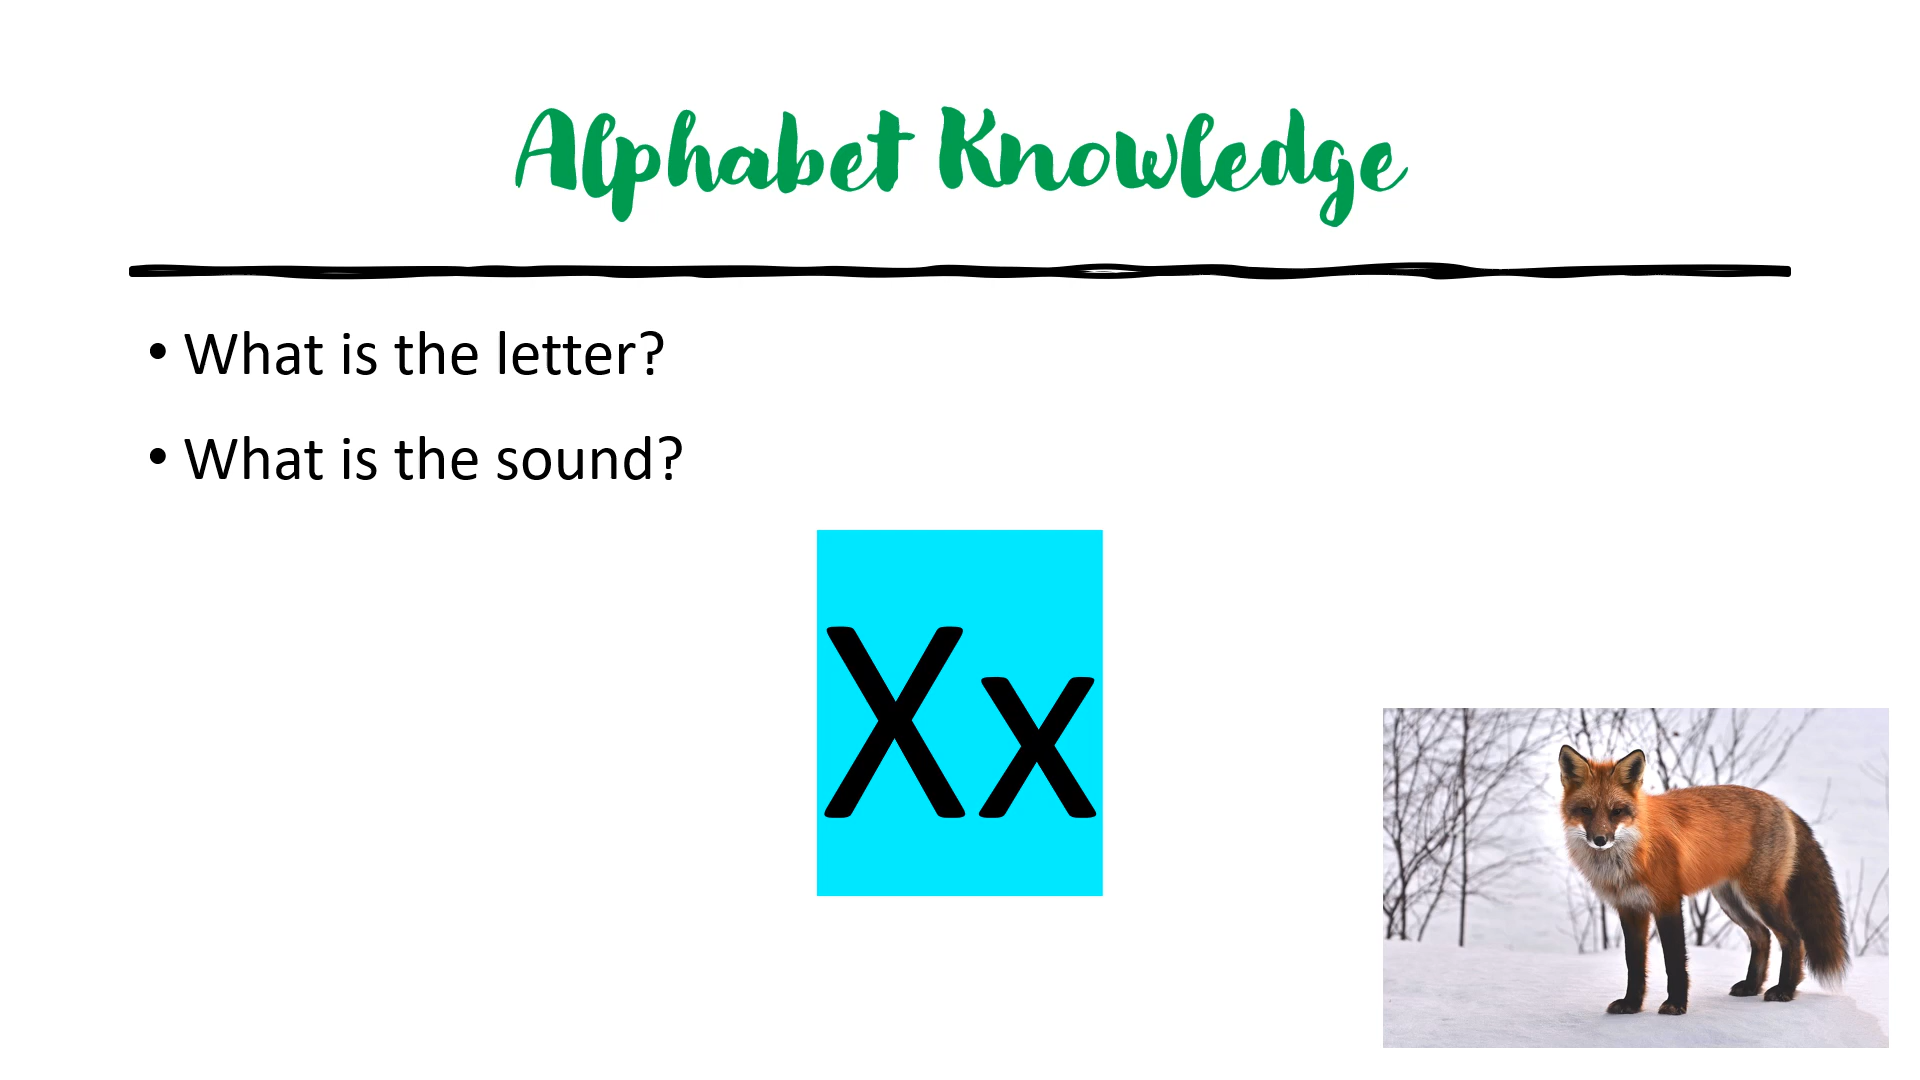 Alphabet Knowledge
• What is the letter?
• What is the sound?
Xx